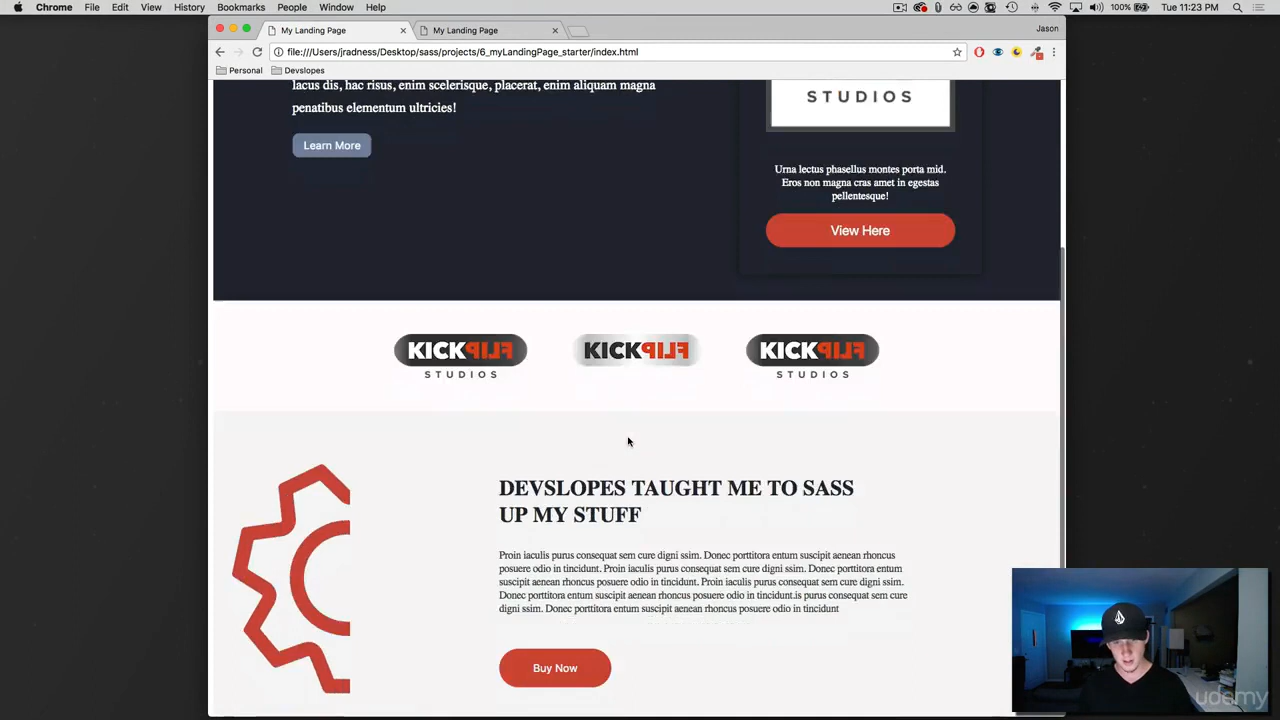 Chrome File Edit View History Bookmarks People Window Help 100% Tue 11:23 PM
My Landing Page My Landing Page Jason
file:///Users/jradness/Desktop/sass/projects/6_myLandingPage_starter/index.html
Personal Devslopes
lacus dis, hac risus, enim scelerisque, placerat, enim aliquam magna
penatibus elementum ultricies!
Learn More
STUDIOS
Urna lectus phasellus montes porta mid.
Eros non magna cras amet in egestas
pellentesque!
View Here
KICKFLIP KICKFLIP KICKFLIP
STUDIOS STUDIOS
DEVSLOPES TAUGHT ME TO SASS
UP MY STUFF
Proin iaculis purus consequat sem cure digni ssim. Donec porttitora entum suscipit aenean rhoncus
posuere odio in tincidunt. Proin iaculis purus consequat sem cure digni ssim. Donec porttitora entum
suscipit aenean rhoncus posuere odio in tincidunt. Proin iaculis purus consequat sem cure digni ssim.
Donec porttitora entum suscipit aenean rhoncus posuere odio in tincidunt.is purus consequat sem cure
digni ssim. Donec porttitora entum suscipit aenean rhoncus posuere odio in tincidunt
Buy Now
udemy